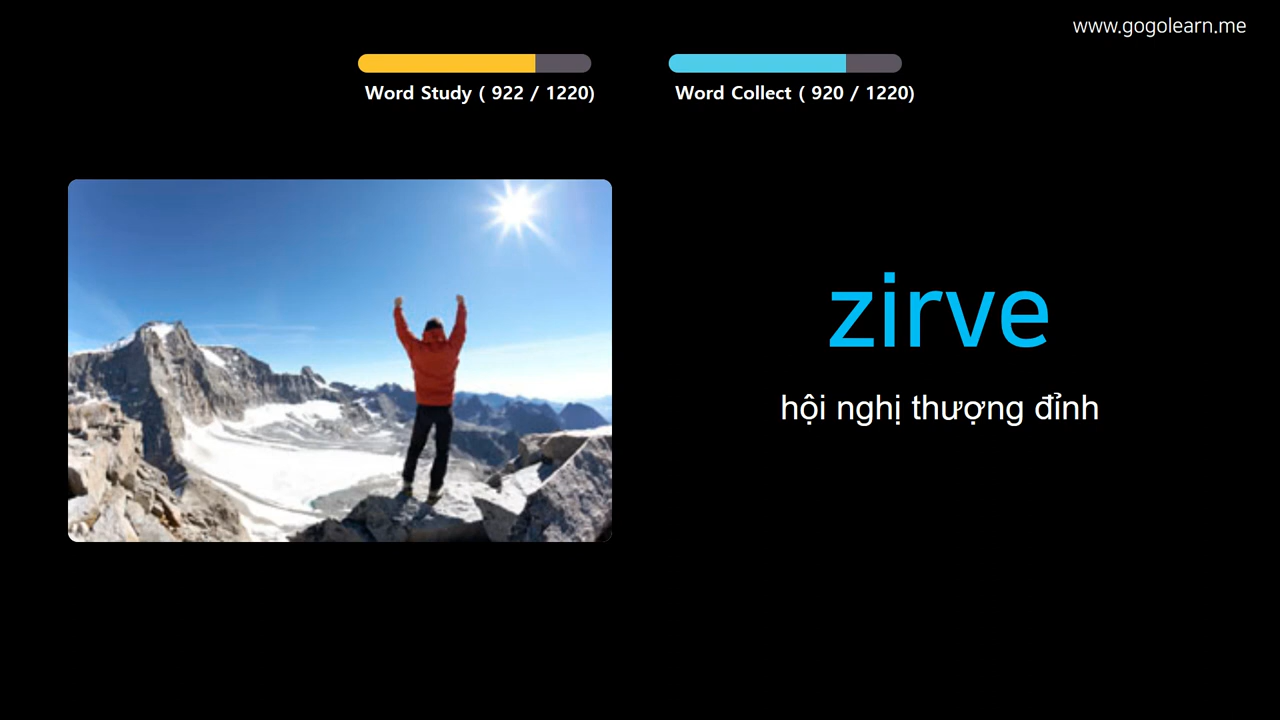 www.gogolearn.me
Word Study ( 922 / 1220)
Word Collect ( 920 / 1220)
zirve
hội nghị thượng đỉnh